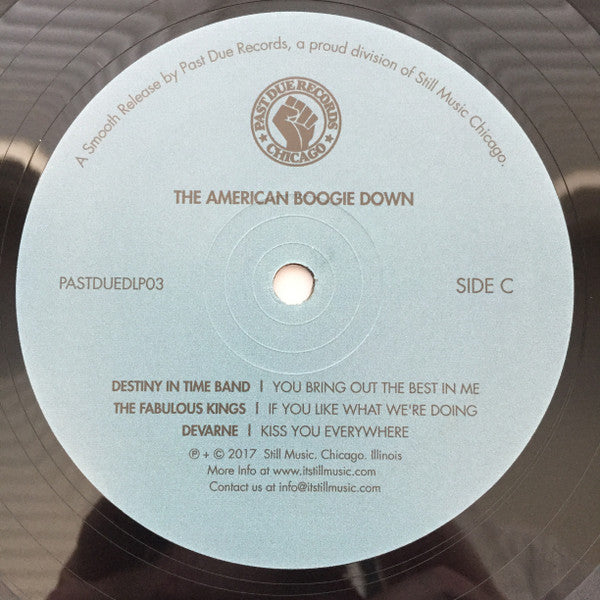 A Smooth Release by Past Due Records, a proud division of Still Music Chicago.
PAST DUE RECORDS
CHICAGO
THE AMERICAN BOOGIE DOWN
PASTDUEDLP03
SIDE C
DESTINY IN TIME BAND | YOU BRING OUT THE BEST IN ME
THE FABULOUS KINGS | IF YOU LIKE WHAT WE'RE DOING
DEVARNE | KISS YOU EVERYWHERE
℗ + © 2017 Still Music. Chicago. Illinois
More Info at www.itstillmusic.com
Contact us at info@itstillmusic.com